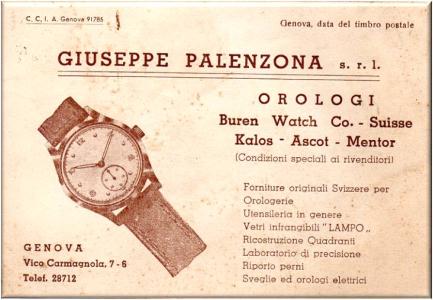 C. C. I. A. Genova 91785
Genova, data del timbro postale
GIUSEPPE PALENZONA s. r. l.
OROLOGI
Buren Watch Co. - Suisse
Kalos - Ascot - Mentor
(Condizioni speciali ai rivenditori)
Forniture originali Svizzere per
Orologerie
Utensileria in genere
Vetri infrangibili "LAMPO„
Ricostruzione Quadranti
Laboratorio di precisione
Riporto perni
Sveglie ed orologi elettrici
GENOVA
Vico Carmagnola, 7 - 6
Telef. 28712